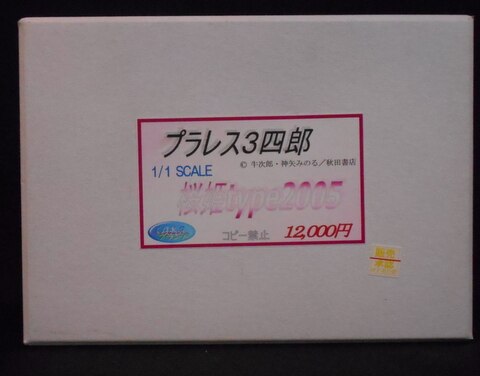 プラレス3四郎
© 牛次郎・神矢みのる／秋田書店
1/1 SCALE
桜姫type2005
コピー禁止
12,000円